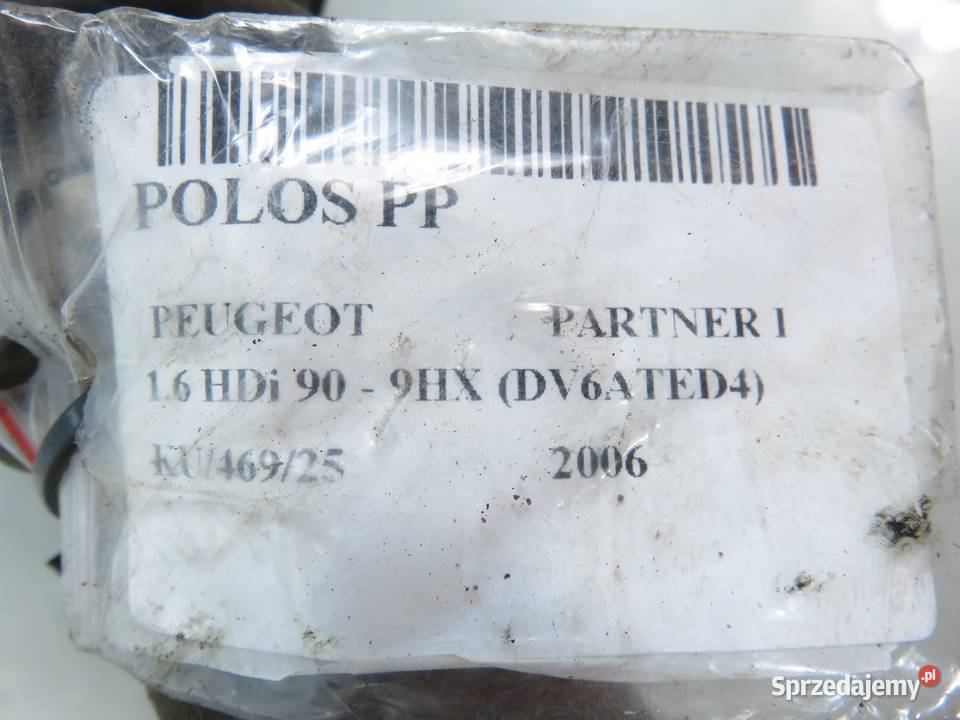 POLOS PP
PEUGEOT PARTNER I
1.6 HDi 90 - 9HX (DV6ATED4)
KU/469/25 2006
Sprzedajemy.pl